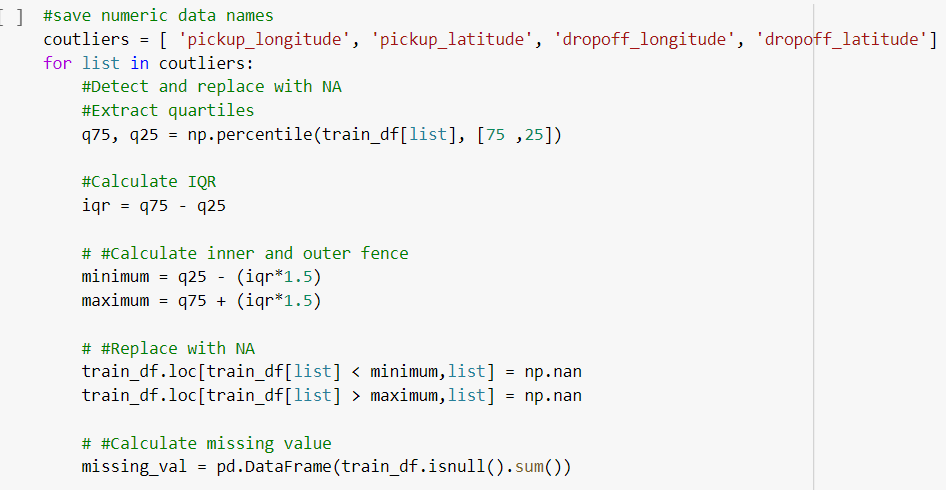 [ ] #save numeric data names
coutliers = [ 'pickup_longitude', 'pickup_latitude', 'dropoff_longitude', 'dropoff_latitude']
for list in coutliers:
    #Detect and replace with NA
    #Extract quartiles
    q75, q25 = np.percentile(train_df[list], [75 ,25])

    #Calculate IQR
    iqr = q75 - q25

    # #Calculate inner and outer fence
    minimum = q25 - (iqr*1.5)
    maximum = q75 + (iqr*1.5)

    # #Replace with NA
    train_df.loc[train_df[list] < minimum,list] = np.nan
    train_df.loc[train_df[list] > maximum,list] = np.nan

    # #Calculate missing value
    missing_val = pd.DataFrame(train_df.isnull().sum())